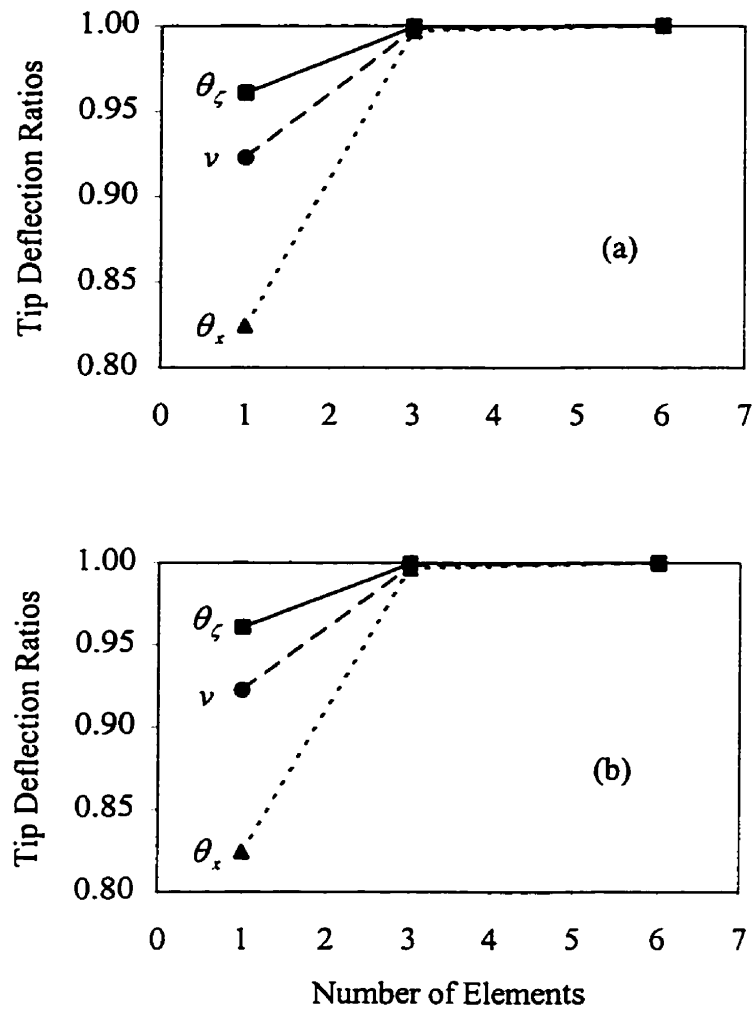 1.00
0.95
0.90
0.85
0.80
Tip Deflection Ratios
θζ
ν
θx
(a)
0 1 2 3 4 5 6 7
1.00
0.95
0.90
0.85
0.80
Tip Deflection Ratios
θζ
ν
θx
(b)
0 1 2 3 4 5 6 7
Number of Elements